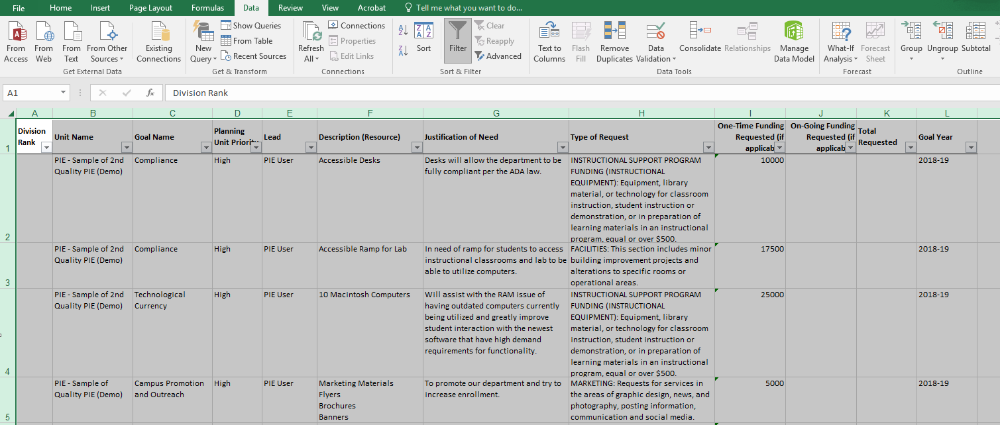 File Home Insert Page Layout Formulas Data Review View Acrobat Tell me what you want to do...
From Access
From Web
From Text
From Other Sources
Existing Connections
Get External Data
New Query
Show Queries
From Table
Recent Sources
Get & Transform
Refresh All
Connections
Properties
Edit Links
Connections
A Z
Z A
Z A A Z
Sort
Filter
Clear
Reapply
Advanced
Sort & Filter
Text to Columns
Flash Fill
Remove Duplicates
Data Validation
Consolidate
Relationships
Manage Data Model
Data Tools
What-If Analysis
Forecast Sheet
Forecast
Group
Ungroup
Subtotal
Outline
A1 fx Division Rank
A B C D E F G H I J K L
1
Division
Rank
Unit Name
Goal Name
Planning
Unit Priority
Lead
Description (Resource)
Justification of Need
Type of Request
One-Time Funding
Requested (if
applicab
On-Going Funding
Requested (if
applicab
Total
Requested
Goal Year
2
PIE - Sample of 2nd
Quality PIE (Demo)
Compliance
High
PIE User
Accessible Desks
Desks will allow the department to be
fully compliant per the ADA law.
INSTRUCTIONAL SUPPORT PROGRAM
FUNDING (INSTRUCTIONAL
EQUIPMENT): Equipment, library
material, or technology for classroom
instruction, student instruction or
demonstration, or in preparation of
learning materials in an instructional
program, equal or over $500.
10000
2018-19
3
PIE - Sample of 2nd
Quality PIE (Demo)
Compliance
High
PIE User
Accessible Ramp for Lab
In need of ramp for students to access
instructional classrooms and lab to be
able to utilize computers.
FACILITIES: This section includes minor
building improvement projects and
alterations to specific rooms or
operational areas.
17500
2018-19
4
PIE - Sample of 2nd
Quality PIE (Demo)
Technological
Currency
High
PIE User
10 Macintosh Computers
Will assist with the RAM issue of
having outdated computers currently
being utilized and greatly improve
student interaction with the newest
software that have high demand
requirements for functionality.
INSTRUCTIONAL SUPPORT PROGRAM
FUNDING (INSTRUCTIONAL
EQUIPMENT): Equipment, library
material, or technology for classroom
instruction, student instruction or
demonstration, or in preparation of
learning materials in an instructional
program, equal or over $500.
25000
2018-19
5
PIE - Sample of
Quality PIE (Demo)
Campus Promotion
and Outreach
High
PIE User
Marketing Materials
Flyers
Brochures
Banners
To promote our department and try to
increase enrollment.
MARKETING: Requests for services in
the areas of graphic design, news, and
photography, posting information,
communication and social media.
5000
2018-19